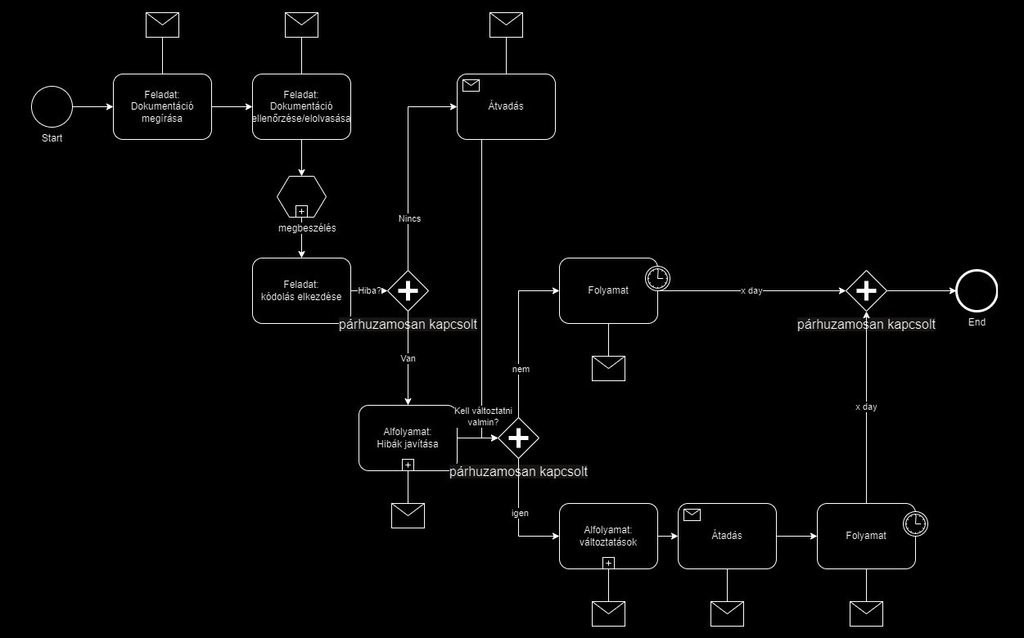 Start
Feladat:
Dokumentáció
megírása
Feladat:
Dokumentáció
ellenőrzése/elolvasása
Átvadás
megbeszélés
Nincs
Feladat:
kódolás elkezdése
Hiba?
párhuzamosan kapcsolt
Van
Folyamat
x day
párhuzamosan kapcsolt
End
nem
x day
Kell változtatni
valmin?
Alfolyamat:
Hibák javítása
párhuzamosan kapcsolt
igen
Alfolyamat:
változtatások
Átadás
Folyamat